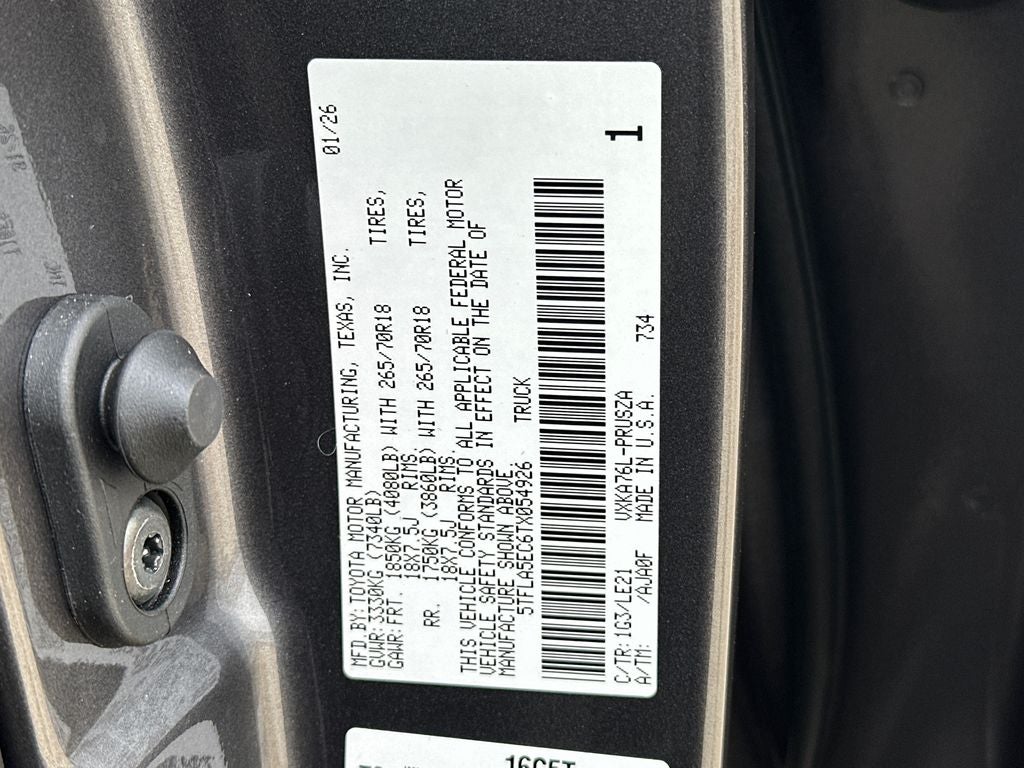 01/26
MFD.BY:TOYOTA MOTOR MANUFACTURING, TEXAS, INC.
GVWR:3330KG (7340LB)
GAWR:FRT. 1850KG (4080LB) WITH 265/70R18 TIRES,
18X7.5J RIMS.
RR. 1750KG (3860LB) WITH 265/70R18 TIRES,
18X7.5J RIMS.
THIS VEHICLE CONFORMS TO ALL APPLICABLE FEDERAL MOTOR
VEHICLE SAFETY STANDARDS IN EFFECT ON THE DATE OF
MANUFACTURE SHOWN ABOVE.
5TFLA5EC6TX054926 TRUCK
C/TR:1G3/LE21 VXKA76L-PRUSZA 734
A/TM: /AJA0F MADE IN U.S.A.
1